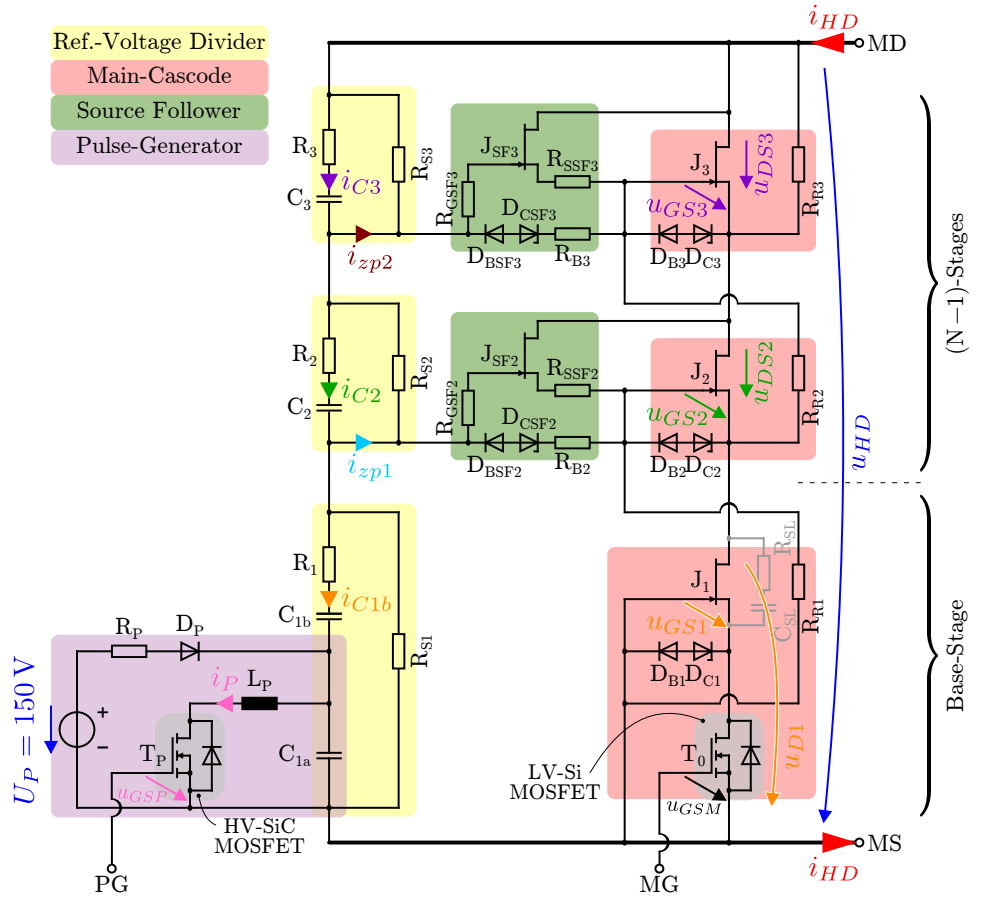 i_HD
MD
Ref.-Voltage Divider
Main-Cascode
Source Follower
Pulse-Generator
R_3
i_C3
C_3
R_S3
i_zp2
J_SF3
R_SSF3
R_GSF3
D_CSF3
D_BSF3
R_B3
J_3
u_DS3
u_GS3
R_R3
D_B3
D_C3
(N−1)-Stages
R_2
i_C2
C_2
R_S2
i_zp1
J_SF2
R_SSF2
R_GSF2
D_CSF2
D_BSF2
R_B2
J_2
u_DS2
u_GS2
R_R2
D_B2
D_C2
u_HD
R_1
i_C1b
C_1b
R_S1
J_1
R_SL
C_SL
u_GS1
R_R1
D_B1
D_C1
Base-Stage
R_P
D_P
i_P
L_P
U_P = 150 V
+
−
T_P
C_1a
u_GSP
HV-SiC
MOSFET
LV-Si
MOSFET
T_0
u_D1
u_GSM
MS
i_HD
PG
MG